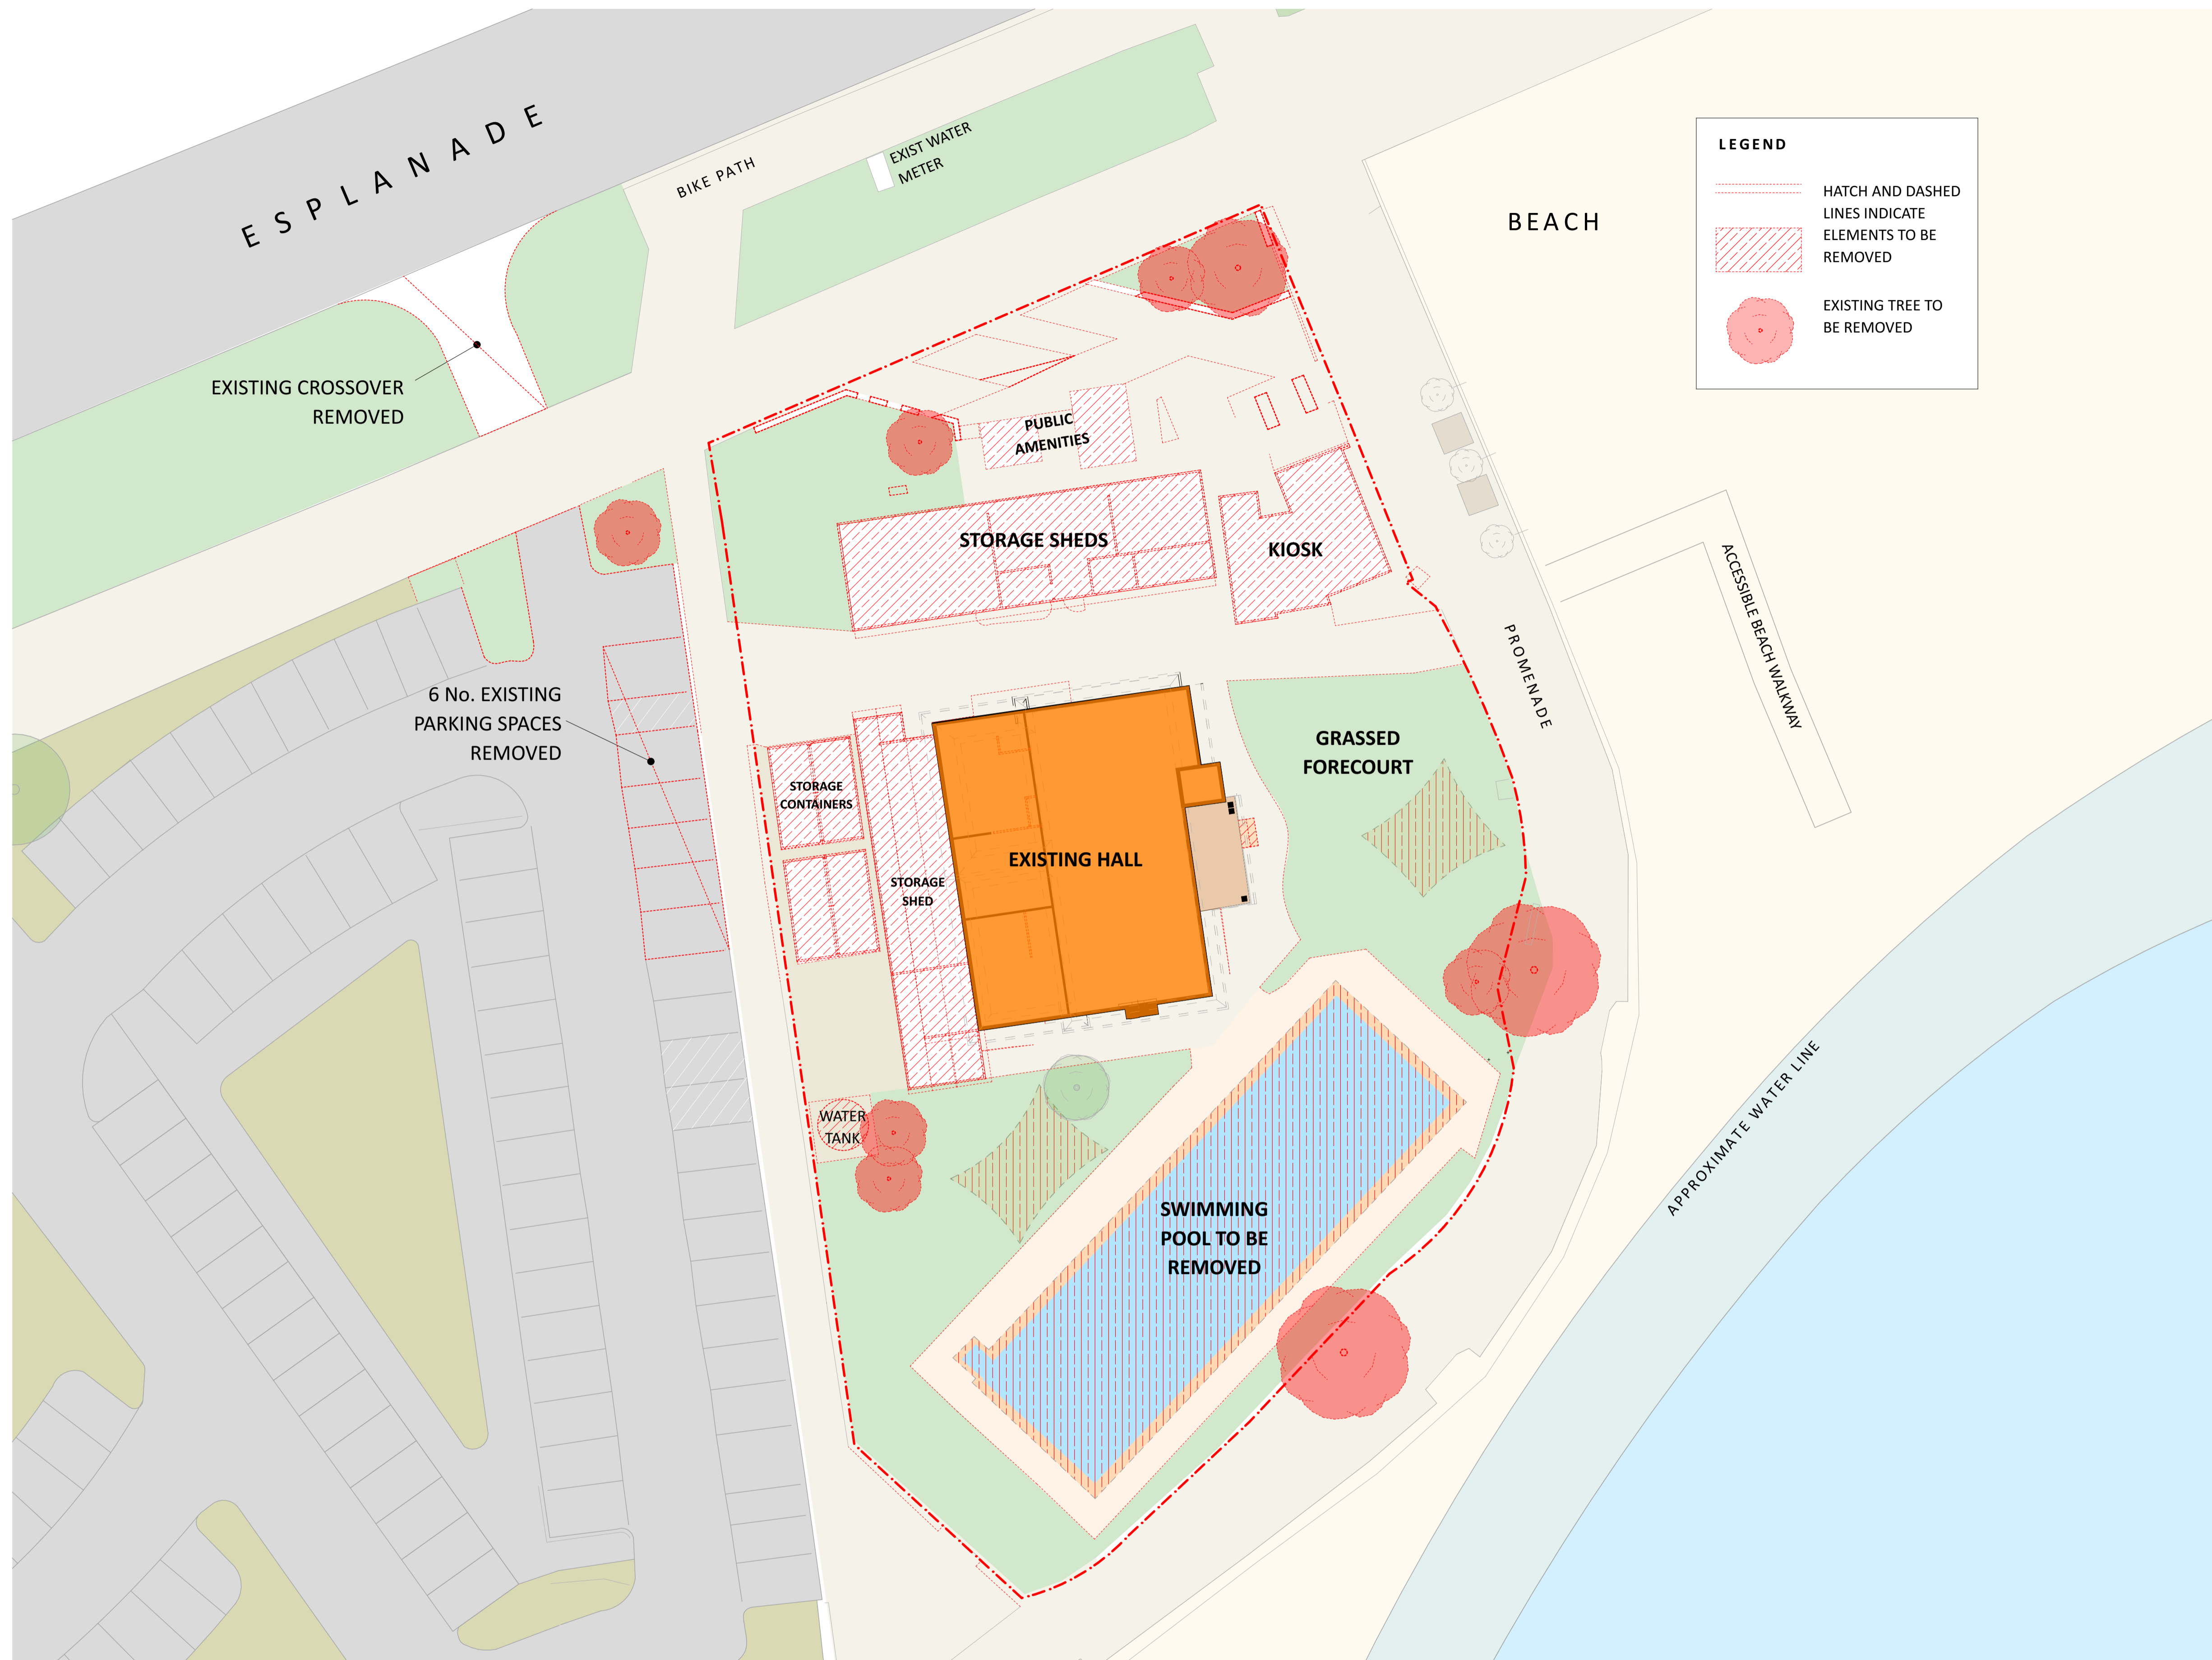 ESPLANADE
BIKE PATH
EXIST WATER
METER
BEACH
LEGEND
HATCH AND DASHED
LINES INDICATE
ELEMENTS TO BE
REMOVED
EXISTING TREE TO
BE REMOVED
EXISTING CROSSOVER
REMOVED
PUBLIC
AMENITIES
STORAGE SHEDS
KIOSK
ACCESSIBLE BEACH WALKWAY
PROMENADE
6 No. EXISTING
PARKING SPACES
REMOVED
GRASSED
FORECOURT
STORAGE
CONTAINERS
EXISTING HALL
STORAGE
SHED
WATER
TANK
APPROXIMATE WATER LINE
SWIMMING
POOL TO BE
REMOVED